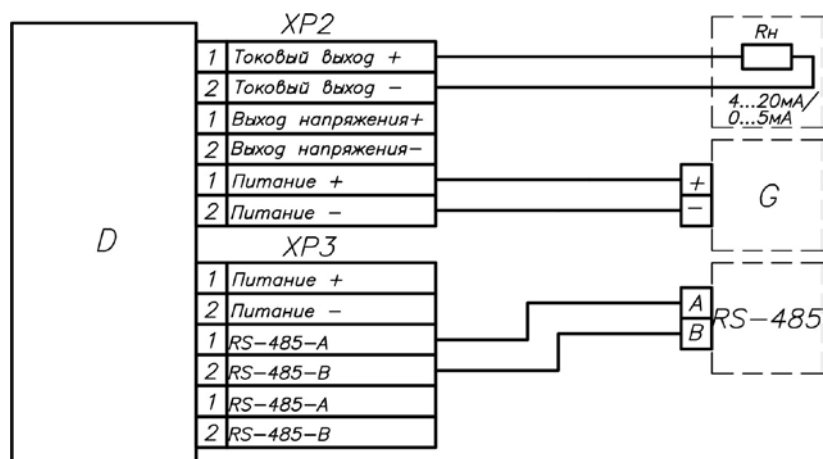 XP2
1 Токовый выход +
2 Токовый выход −
1 Выход напряжения+
2 Выход напряжения−
1 Питание +
2 Питание −
XP3
1 Питание +
2 Питание −
1 RS-485-A
2 RS-485-B
1 RS-485-A
2 RS-485-B
D
Rн
4...20мА/
0...5мА
+
−
G
A
B
RS-485